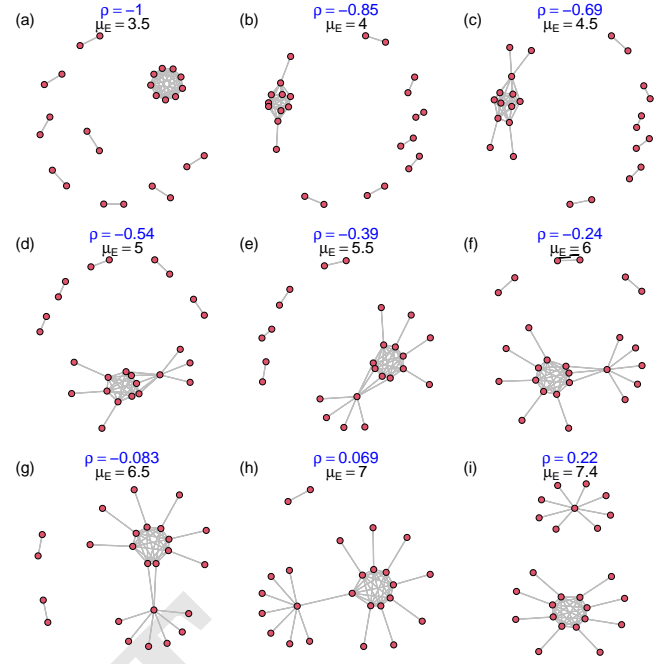 (a) ρ = −1
μE = 3.5
(b) ρ = −0.85
μE = 4
(c) ρ = −0.69
μE = 4.5
(d) ρ = −0.54
μE = 5
(e) ρ = −0.39
μE = 5.5
(f) ρ = −0.24
μE = 6
(g) ρ = −0.083
μE = 6.5
(h) ρ = 0.069
μE = 7
(i) ρ = 0.22
μE = 7.4